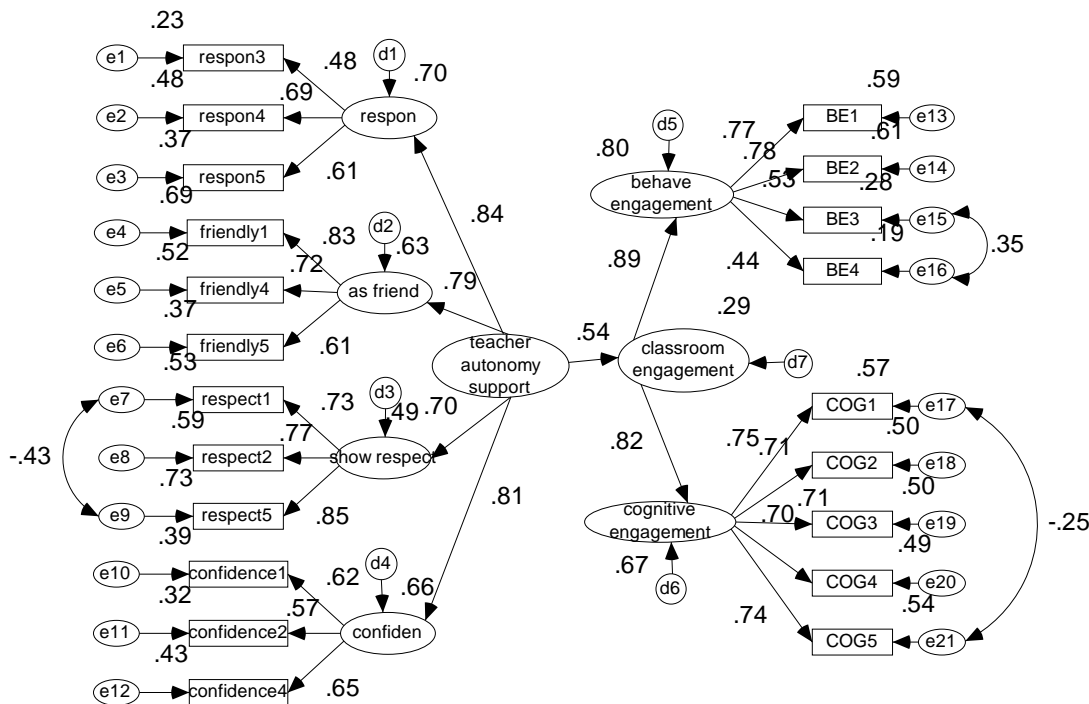 .23
e1
respon3
.48
d1
.70
.48
.69
e2
respon4
respon
.37
e3
respon5
.61
.69
.84
e4
friendly1
.83
d2
.63
.52
.72
e5
friendly4
as friend
.79
.37
e6
friendly5
.61
.53
teacher
autonomy
support
.54
e7
respect1
.73
d3
.49
.70
.59
.77
-.43
e8
respect2
show respect
.73
.81
e9
respect5
.85
.39
e10
confidence1
.62
d4
.66
.32
.57
e11
confidence2
confiden
.43
e12
confidence4
.65
.59
d5
.77
BE1
e13
.80
.78
.61
behave
engagement
.53
BE2
e14
.28
BE3
e15
.19
.35
.89
.44
BE4
e16
.29
classroom
engagement
d7
.57
.82
.75
.71
COG1
e17
.50
COG2
e18
.50
cognitive
engagement
.71
.70
COG3
e19
-.25
.49
.67
d6
COG4
e20
.54
.74
COG5
e21